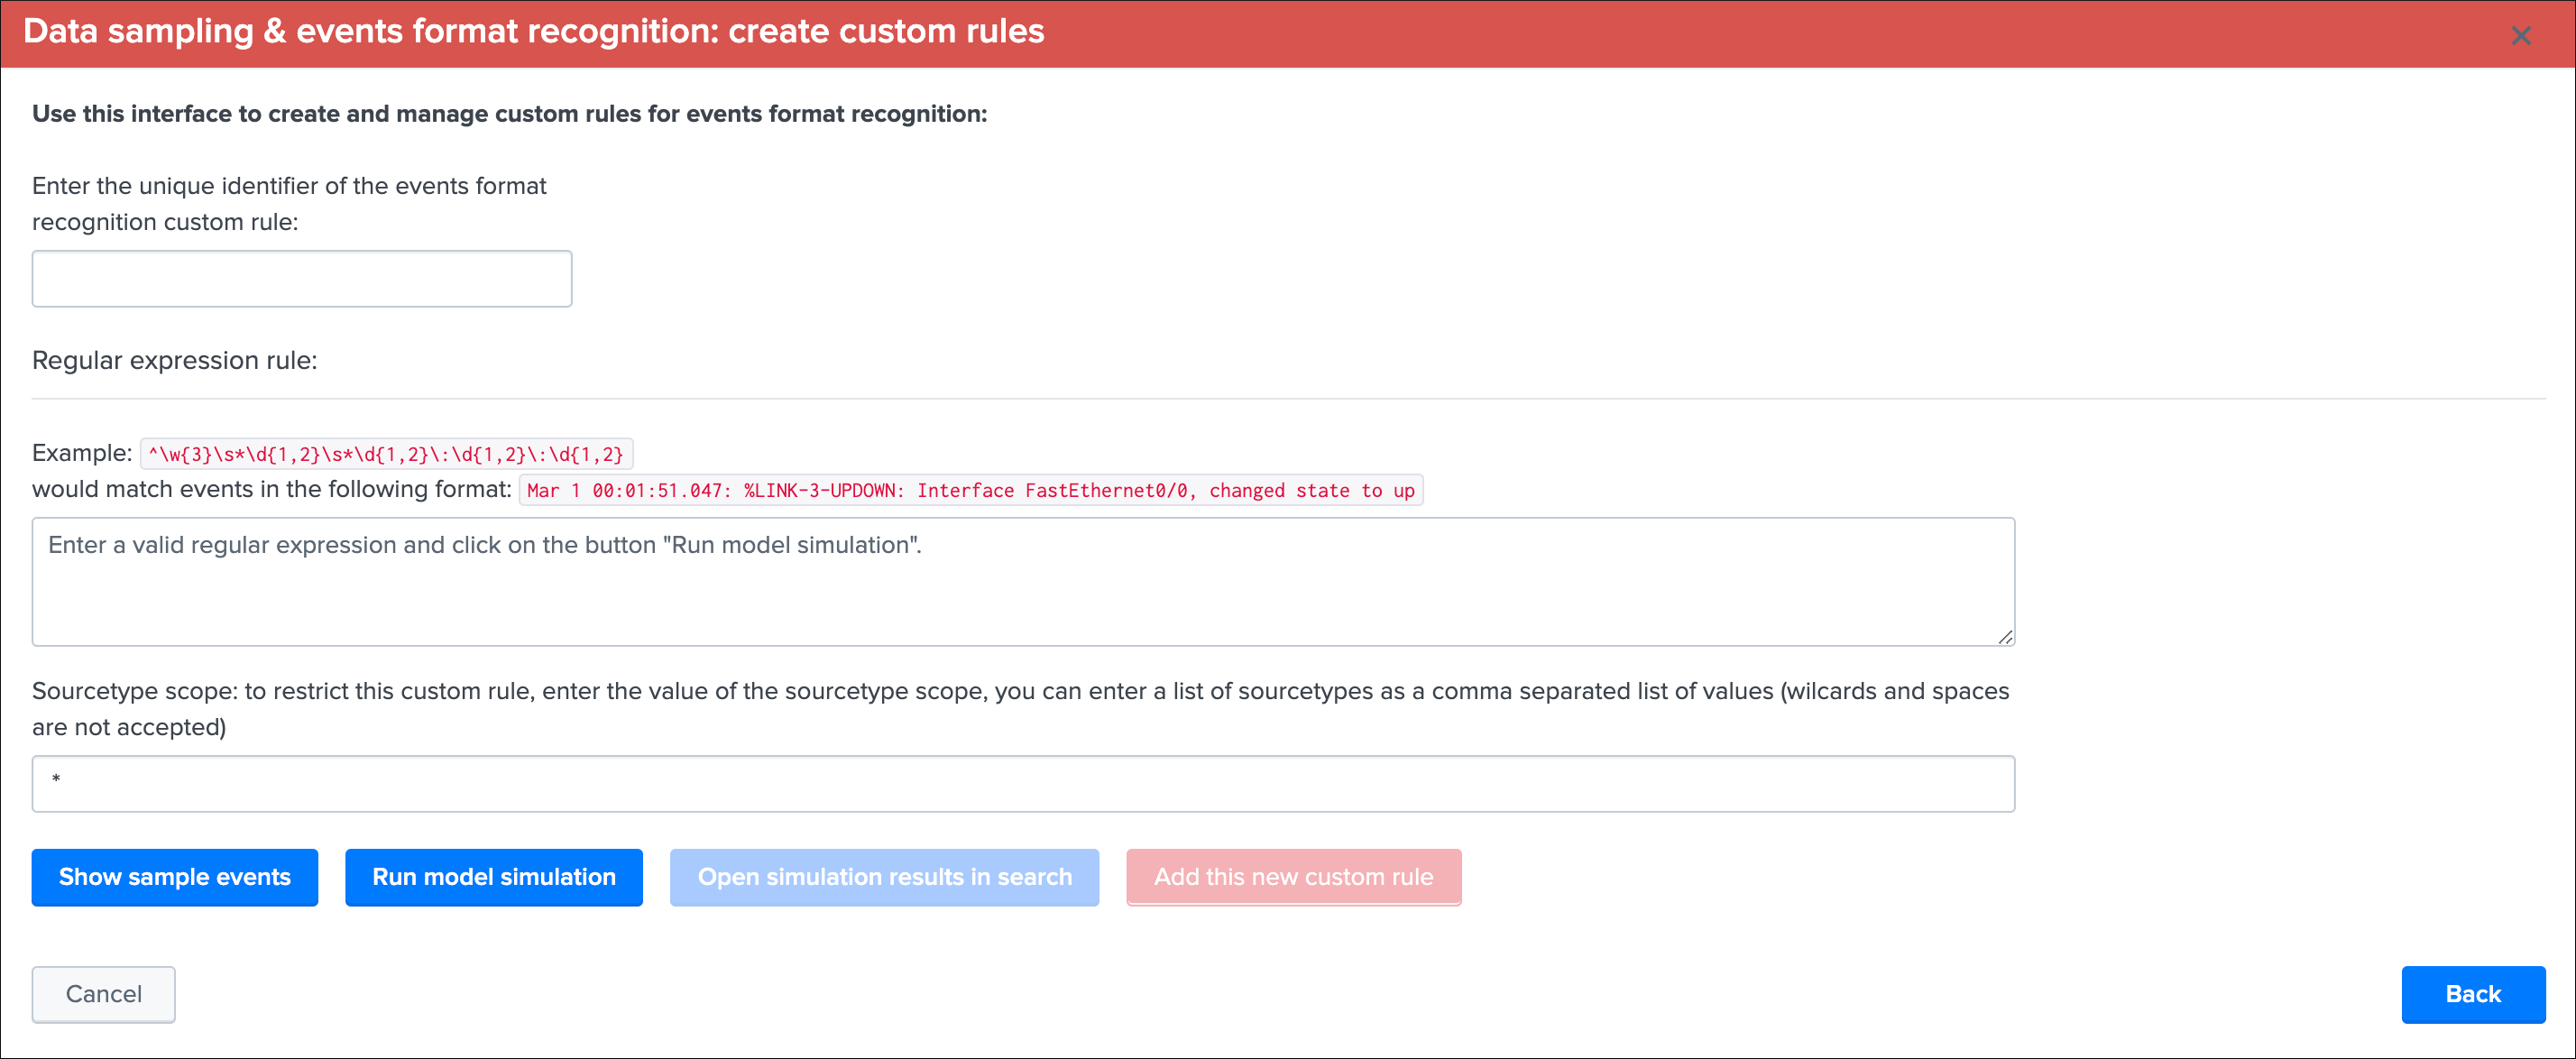 Data sampling & events format recognition: create custom rules
Use this interface to create and manage custom rules for events format recognition:
Enter the unique identifier of the events format
recognition custom rule:
Regular expression rule:
Example: ^\w{3}\s*\d{1,2}\s*\d{1,2}\:\d{1,2}\:\d{1,2}
would match events in the following format: Mar 1 00:01:51.047: %LINK-3-UPDOWN: Interface FastEthernet0/0, changed state to up
Enter a valid regular expression and click on the button "Run model simulation".
Sourcetype scope: to restrict this custom rule, enter the value of the sourcetype scope, you can enter a list of sourcetypes as a comma separated list of values (wilcards and spaces
are not accepted)
*
Show sample events Run model simulation Open simulation results in search Add this new custom rule
Cancel Back